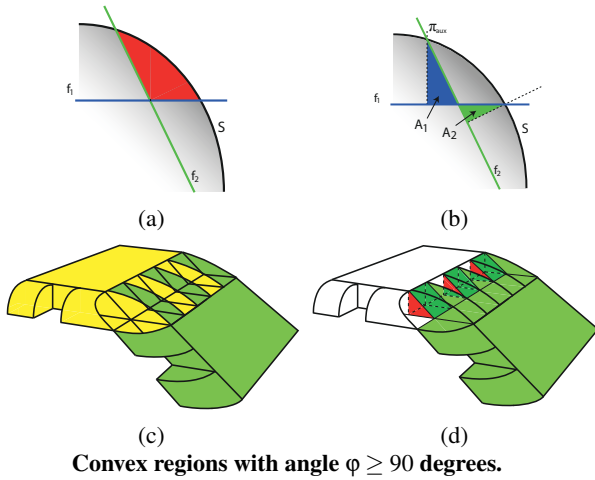 f₁
S
f₂
(a)
π_aux
f₁
A₁
A₂
S
f₂
(b)
(c)
(d)
Convex regions with angle φ ≥ 90 degrees.